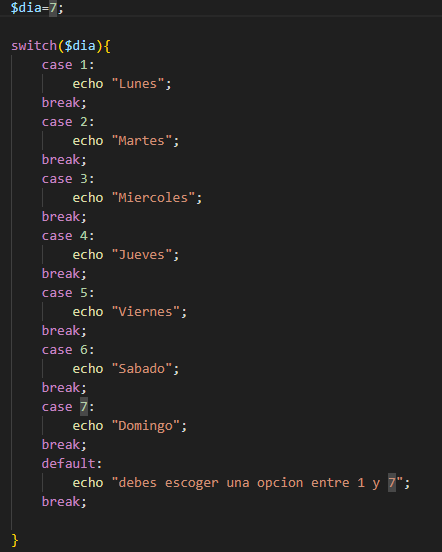 $dia=7;
switch($dia){
case 1:
echo "Lunes";
break;
case 2:
echo "Martes";
break;
case 3:
echo "Miercoles";
break;
case 4:
echo "Jueves";
break;
case 5:
echo "Viernes";
break;
case 6:
echo "Sabado";
break;
case 7:
echo "Domingo";
break;
default:
echo "debes escoger una opcion entre 1 y 7";
break;
}